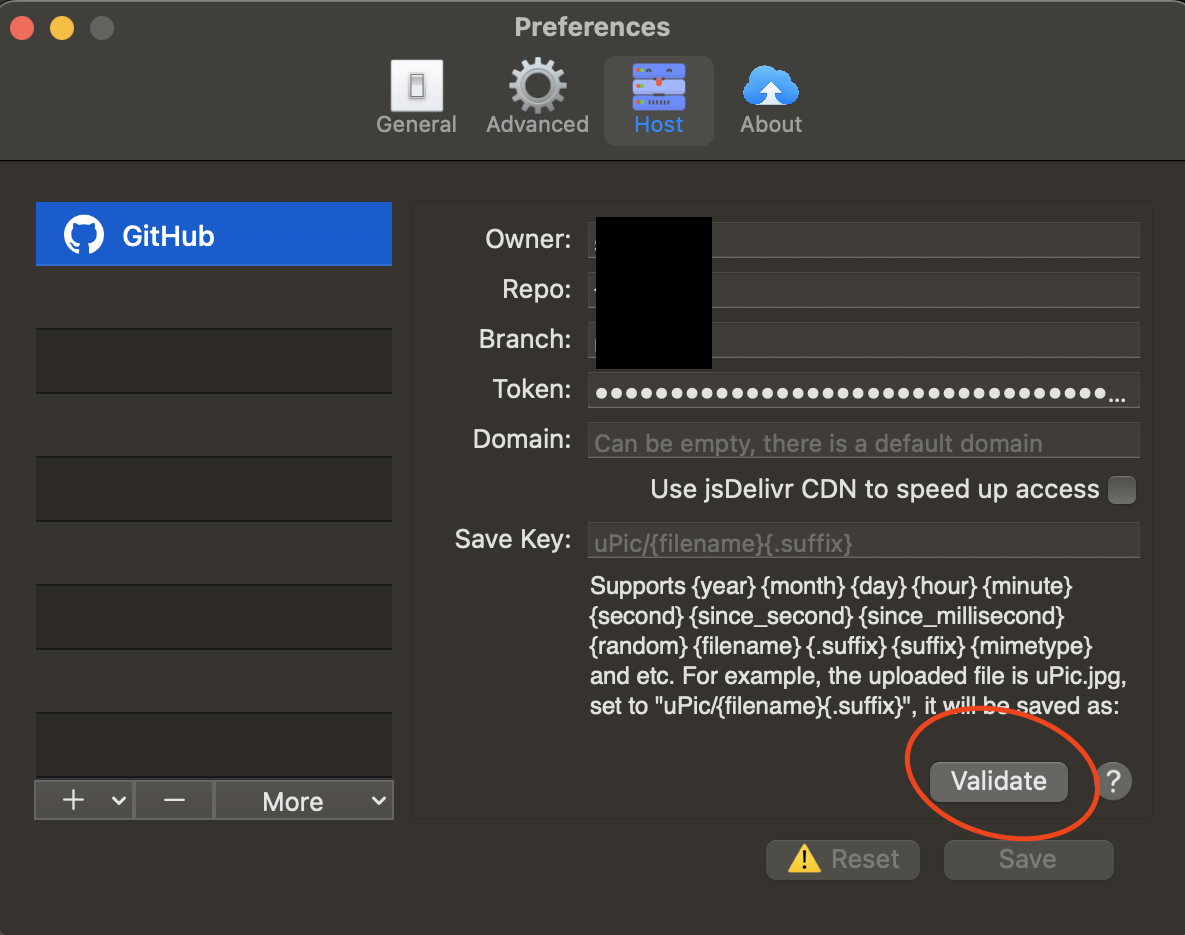 Preferences
General
Advanced
Host
About
GitHub
Owner:
Repo:
Branch:
Token: ●●●●●●●●●●●●●●●●●●●●●●●●●●●●●●●●●●...
Domain: Can be empty, there is a default domain
Use jsDelivr CDN to speed up access
Save Key: uPic/{filename}{.suffix}
Supports {year} {month} {day} {hour} {minute}
{second} {since_second} {since_millisecond}
{random} {filename} {.suffix} {suffix} {mimetype}
and etc. For example, the uploaded file is uPic.jpg,
set to "uPic/{filename}{.suffix}", it will be saved as:
Validate ?
+ − More
Reset Save